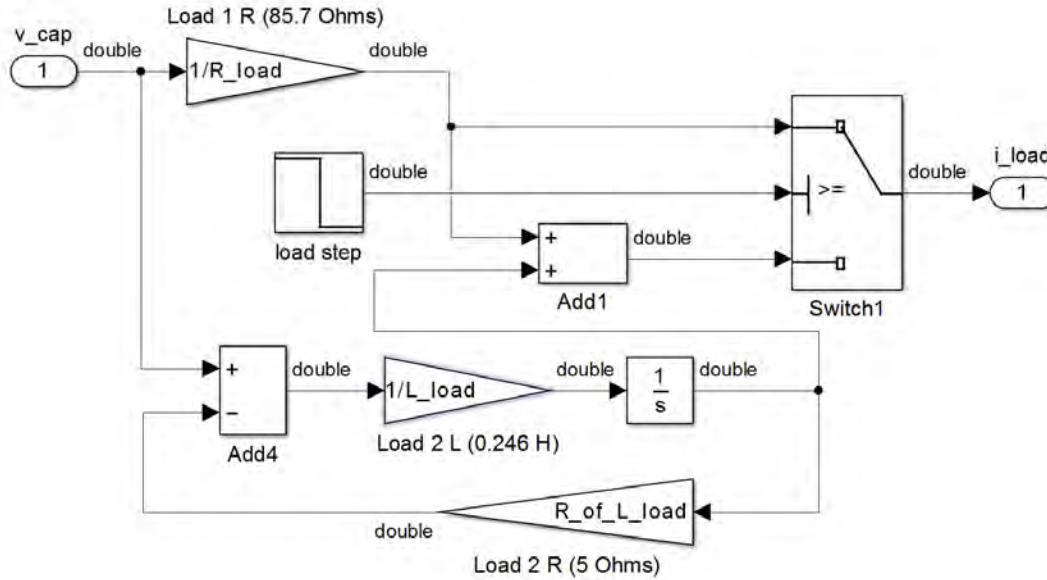 Load 1 R (85.7 Ohms)
v_cap
double
1
1/R_load
double
double
i_load
double
1
>=
load step
+
+
double
Add1
Switch1
+
−
double
Add4
1/L_load
double
1
s
double
Load 2 L (0.246 H)
R_of_L_load
double
Load 2 R (5 Ohms)